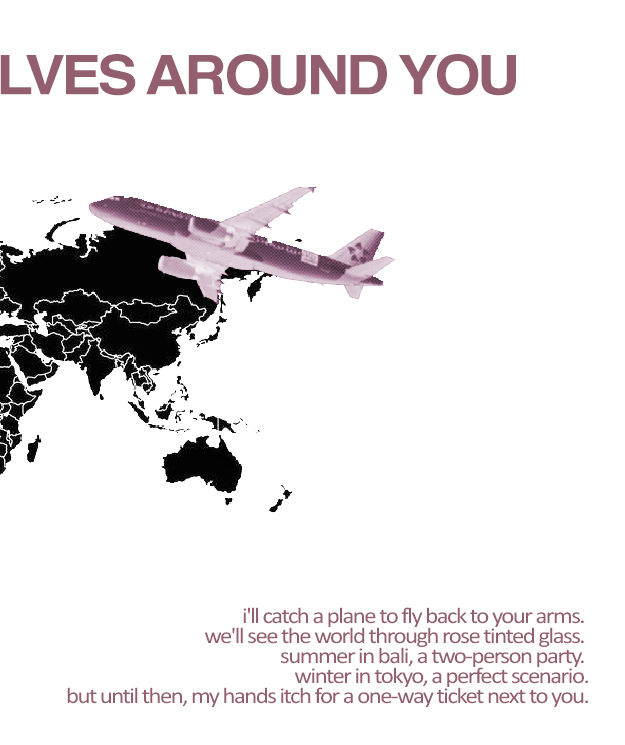 LVES AROUND YOU
i'll catch a plane to fly back to your arms.
we'll see the world through rose tinted glass.
summer in bali, a two-person party.
winter in tokyo, a perfect scenario.
but until then, my hands itch for a one-way ticket next to you.